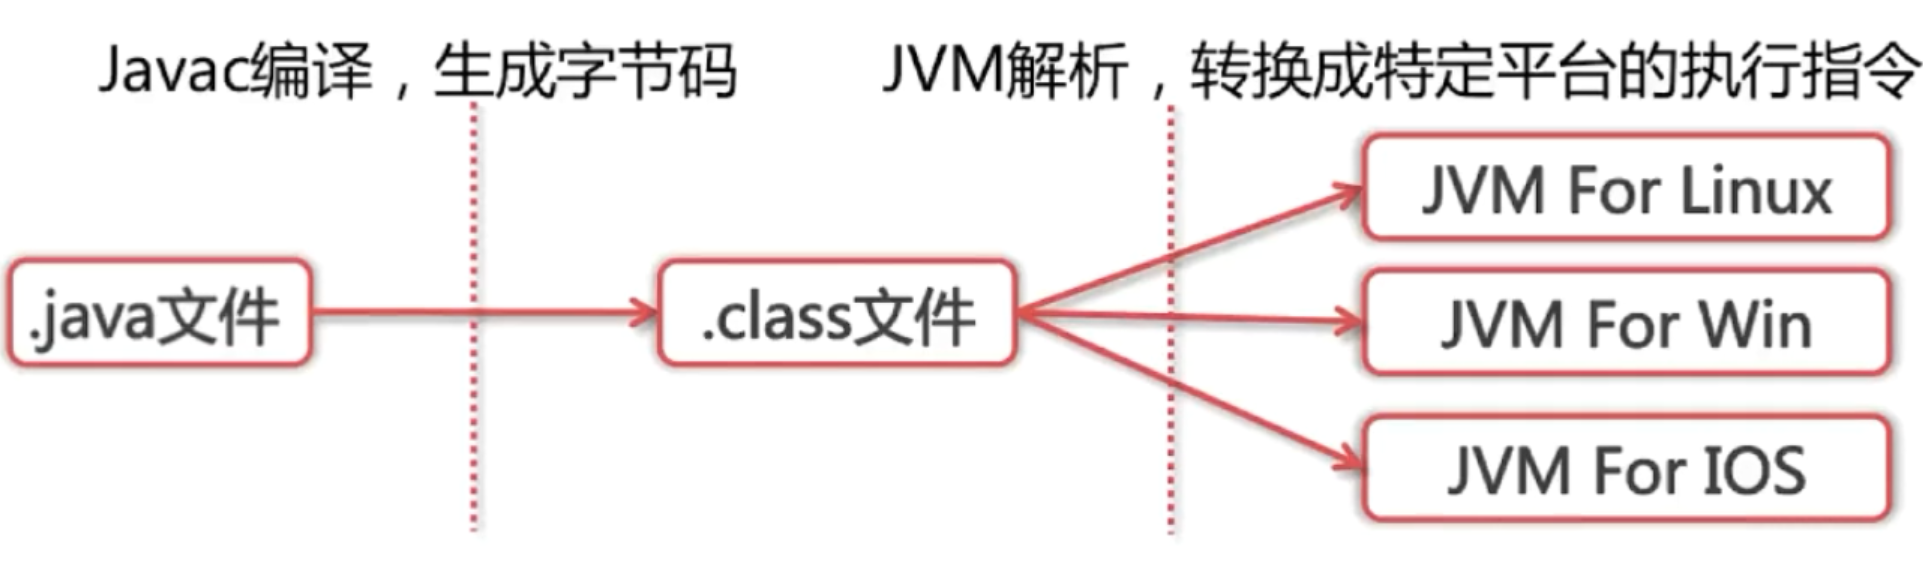 Javac编译，生成字节码
JVM解析，转换成特定平台的执行指令
.java文件
.class文件
JVM For Linux
JVM For Win
JVM For IOS